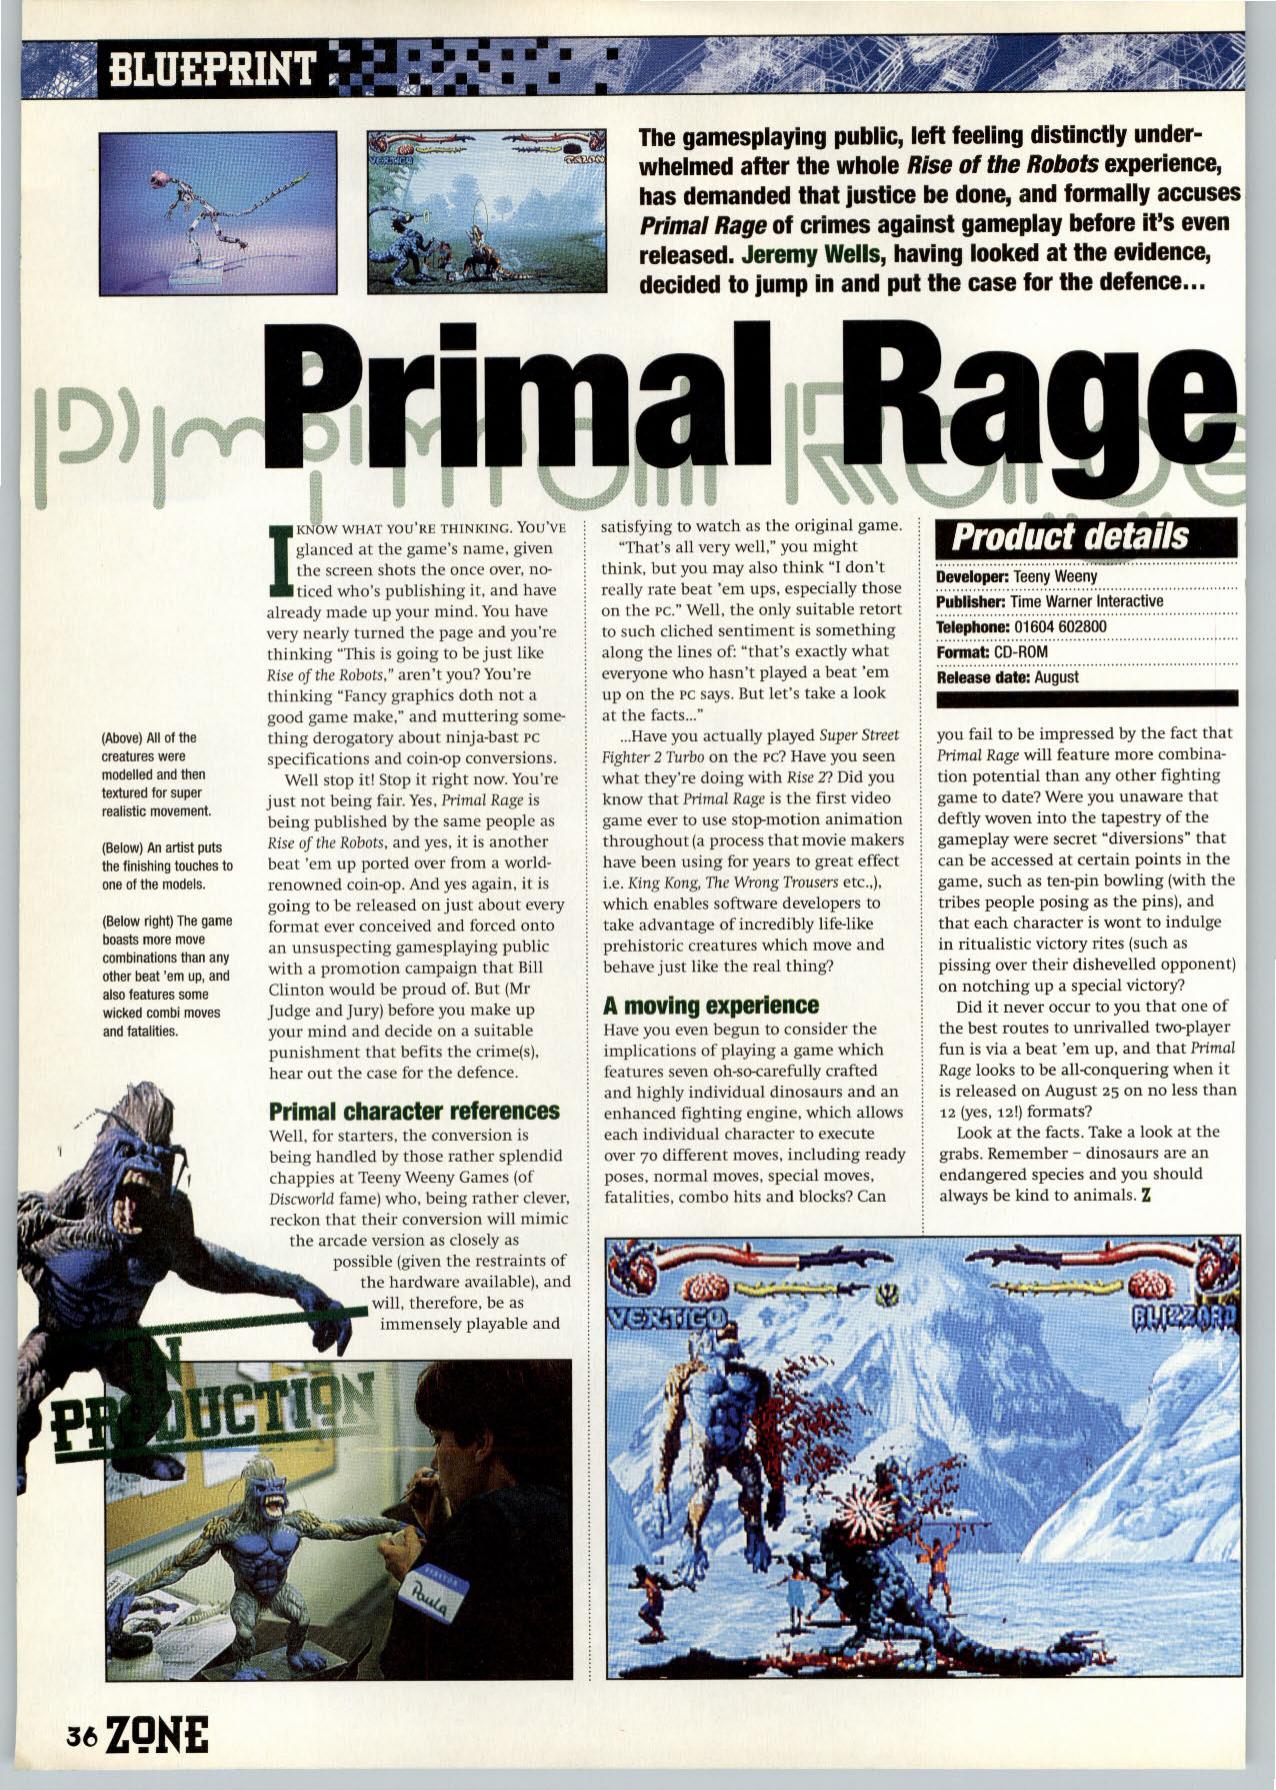 BLUEPRINT
VERTIGO
TALON
The gamesplaying public, left feeling distinctly under-
whelmed after the whole Rise of the Robots experience,
has demanded that justice be done, and formally accuses
Primal Rage of crimes against gameplay before it's even
released. Jeremy Wells, having looked at the evidence,
decided to jump in and put the case for the defence...
Primal Rage
I KNOW WHAT YOU'RE THINKING. YOU'VE
glanced at the game's name, given
the screen shots the once over, no-
ticed who's publishing it, and have
already made up your mind. You have
very nearly turned the page and you're
thinking "This is going to be just like
Rise of the Robots," aren't you? You're
thinking "Fancy graphics doth not a
good game make," and muttering some-
thing derogatory about ninja-bast PC
specifications and coin-op conversions.
Well stop it! Stop it right now. You're
just not being fair. Yes, Primal Rage is
being published by the same people as
Rise of the Robots, and yes, it is another
beat 'em up ported over from a world-
renowned coin-op. And yes again, it is
going to be released on just about every
format ever conceived and forced onto
an unsuspecting gamesplaying public
with a promotion campaign that Bill
Clinton would be proud of. But (Mr
Judge and Jury) before you make up
your mind and decide on a suitable
punishment that befits the crime(s),
hear out the case for the defence.
Primal character references
Well, for starters, the conversion is
being handled by those rather splendid
chappies at Teeny Weeny Games (of
Discworld fame) who, being rather clever,
reckon that their conversion will mimic
the arcade version as closely as
possible (given the restraints of
the hardware available), and
will, therefore, be as
immensely playable and
satisfying to watch as the original game.
"That's all very well," you might
think, but you may also think "I don't
really rate beat 'em ups, especially those
on the PC." Well, the only suitable retort
to such cliched sentiment is something
along the lines of: "that's exactly what
everyone who hasn't played a beat 'em
up on the PC says. But let's take a look
at the facts..."
...Have you actually played Super Street
Fighter 2 Turbo on the PC? Have you seen
what they're doing with Rise 2? Did you
know that Primal Rage is the first video
game ever to use stop-motion animation
throughout (a process that movie makers
have been using for years to great effect
i.e. King Kong, The Wrong Trousers etc.,),
which enables software developers to
take advantage of incredibly life-like
prehistoric creatures which move and
behave just like the real thing?
A moving experience
Have you even begun to consider the
implications of playing a game which
features seven oh-so-carefully crafted
and highly individual dinosaurs and an
enhanced fighting engine, which allows
each individual character to execute
over 70 different moves, including ready
poses, normal moves, special moves,
fatalities, combo hits and blocks? Can
Product details
Developer: Teeny Weeny
Publisher: Time Warner Interactive
Telephone: 01604 602800
Format: CD-ROM
Release date: August
you fail to be impressed by the fact that
Primal Rage will feature more combina-
tion potential than any other fighting
game to date? Were you unaware that
deftly woven into the tapestry of the
gameplay were secret "diversions" that
can be accessed at certain points in the
game, such as ten-pin bowling (with the
tribes people posing as the pins), and
that each character is wont to indulge
in ritualistic victory rites (such as
pissing over their dishevelled opponent)
on notching up a special victory?
Did it never occur to you that one of
the best routes to unrivalled two-player
fun is via a beat 'em up, and that Primal
Rage looks to be all-conquering when it
is released on August 25 on no less than
12 (yes, 12!) formats?
Look at the facts. Take a look at the
grabs. Remember – dinosaurs are an
endangered species and you should
always be kind to animals. Z
(Above) All of the
creatures were
modelled and then
textured for super
realistic movement.
(Below) An artist puts
the finishing touches to
one of the models.
(Below right) The game
boasts more move
combinations than any
other beat 'em up, and
also features some
wicked combi moves
and fatalities.
IN
PRODUCTION
Paula
VERTIGO
BLIZZARD
36 ZONE